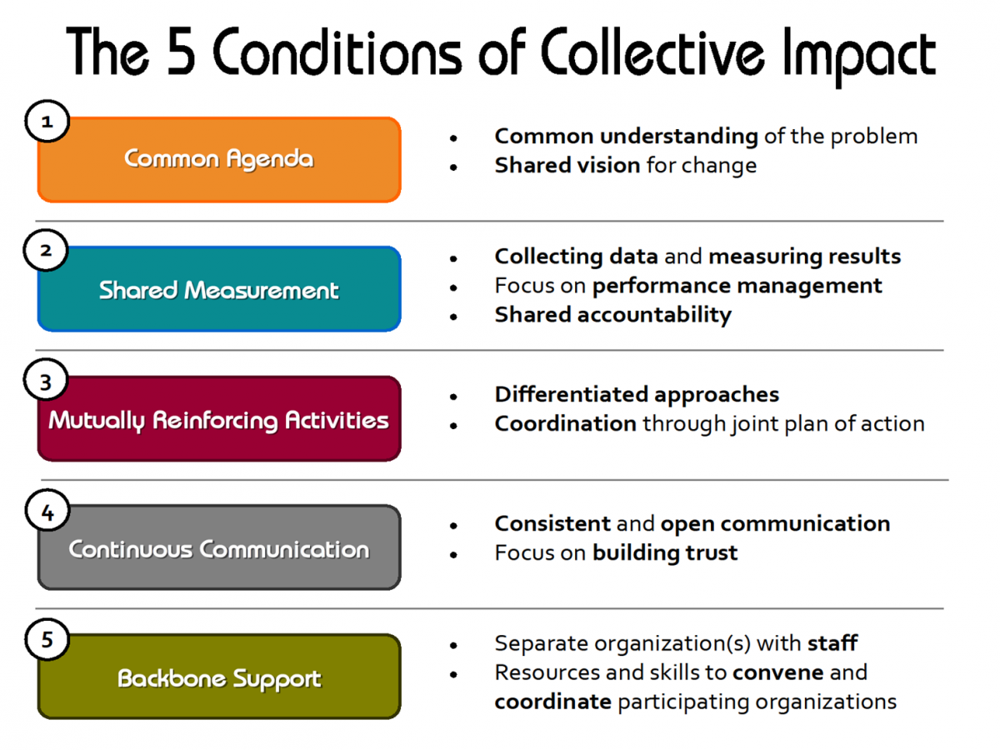 The 5 Conditions of Collective Impact
1
Common Agenda
• Common understanding of the problem
• Shared vision for change
2
Shared Measurement
• Collecting data and measuring results
• Focus on performance management
• Shared accountability
3
Mutually Reinforcing Activities
• Differentiated approaches
• Coordination through joint plan of action
4
Continuous Communication
• Consistent and open communication
• Focus on building trust
5
Backbone Support
• Separate organization(s) with staff
• Resources and skills to convene and
coordinate participating organizations